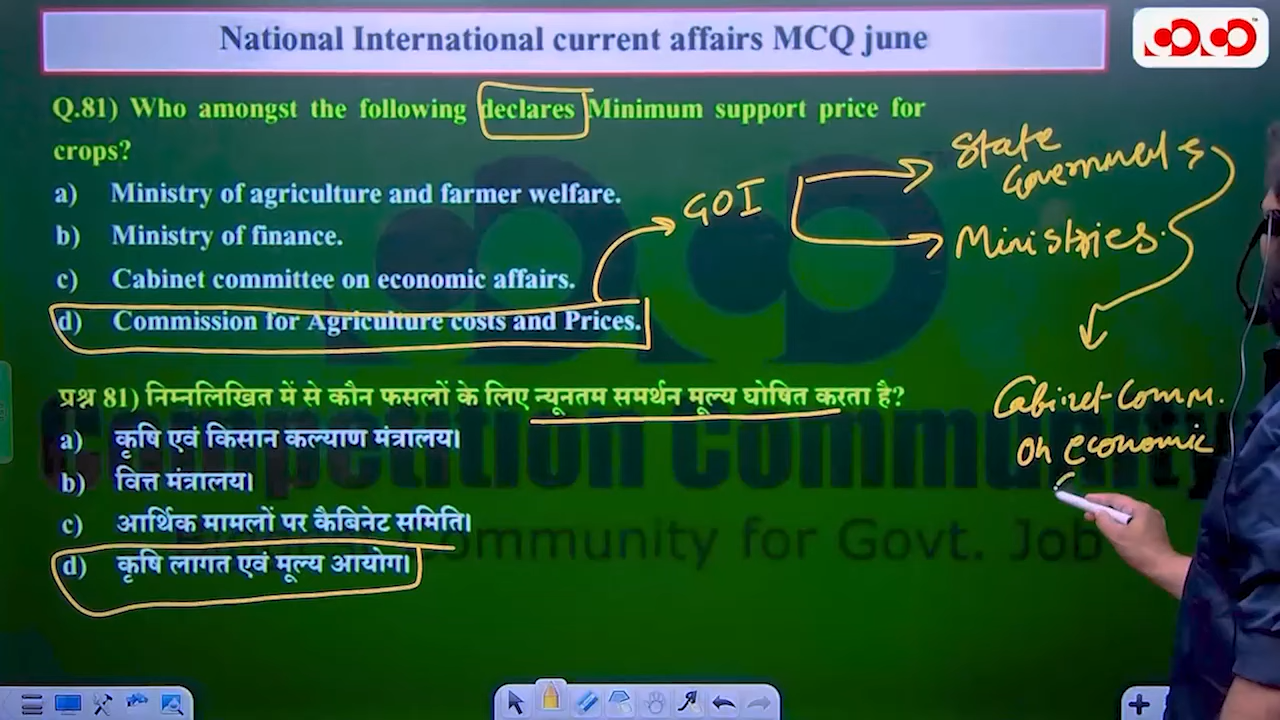 National International current affairs MCQ june
Q.81) Who amongst the following declares Minimum support price for
crops?
a) Ministry of agriculture and farmer welfare.
b) Ministry of finance.
c) Cabinet committee on economic affairs.
d) Commission for Agriculture costs and Prices.
GOI
State
Governments
Ministries.
Cabinet Comm.
on economic
प्रश्न 81) निम्नलिखित में से कौन फसलों के लिए न्यूनतम समर्थन मूल्य घोषित करता है?
a) कृषि एवं किसान कल्याण मंत्रालय।
b) वित्त मंत्रालय।
c) आर्थिक मामलों पर कैबिनेट समिति।
d) कृषि लागत एवं मूल्य आयोग।
Competition Community
Community for Govt. Job